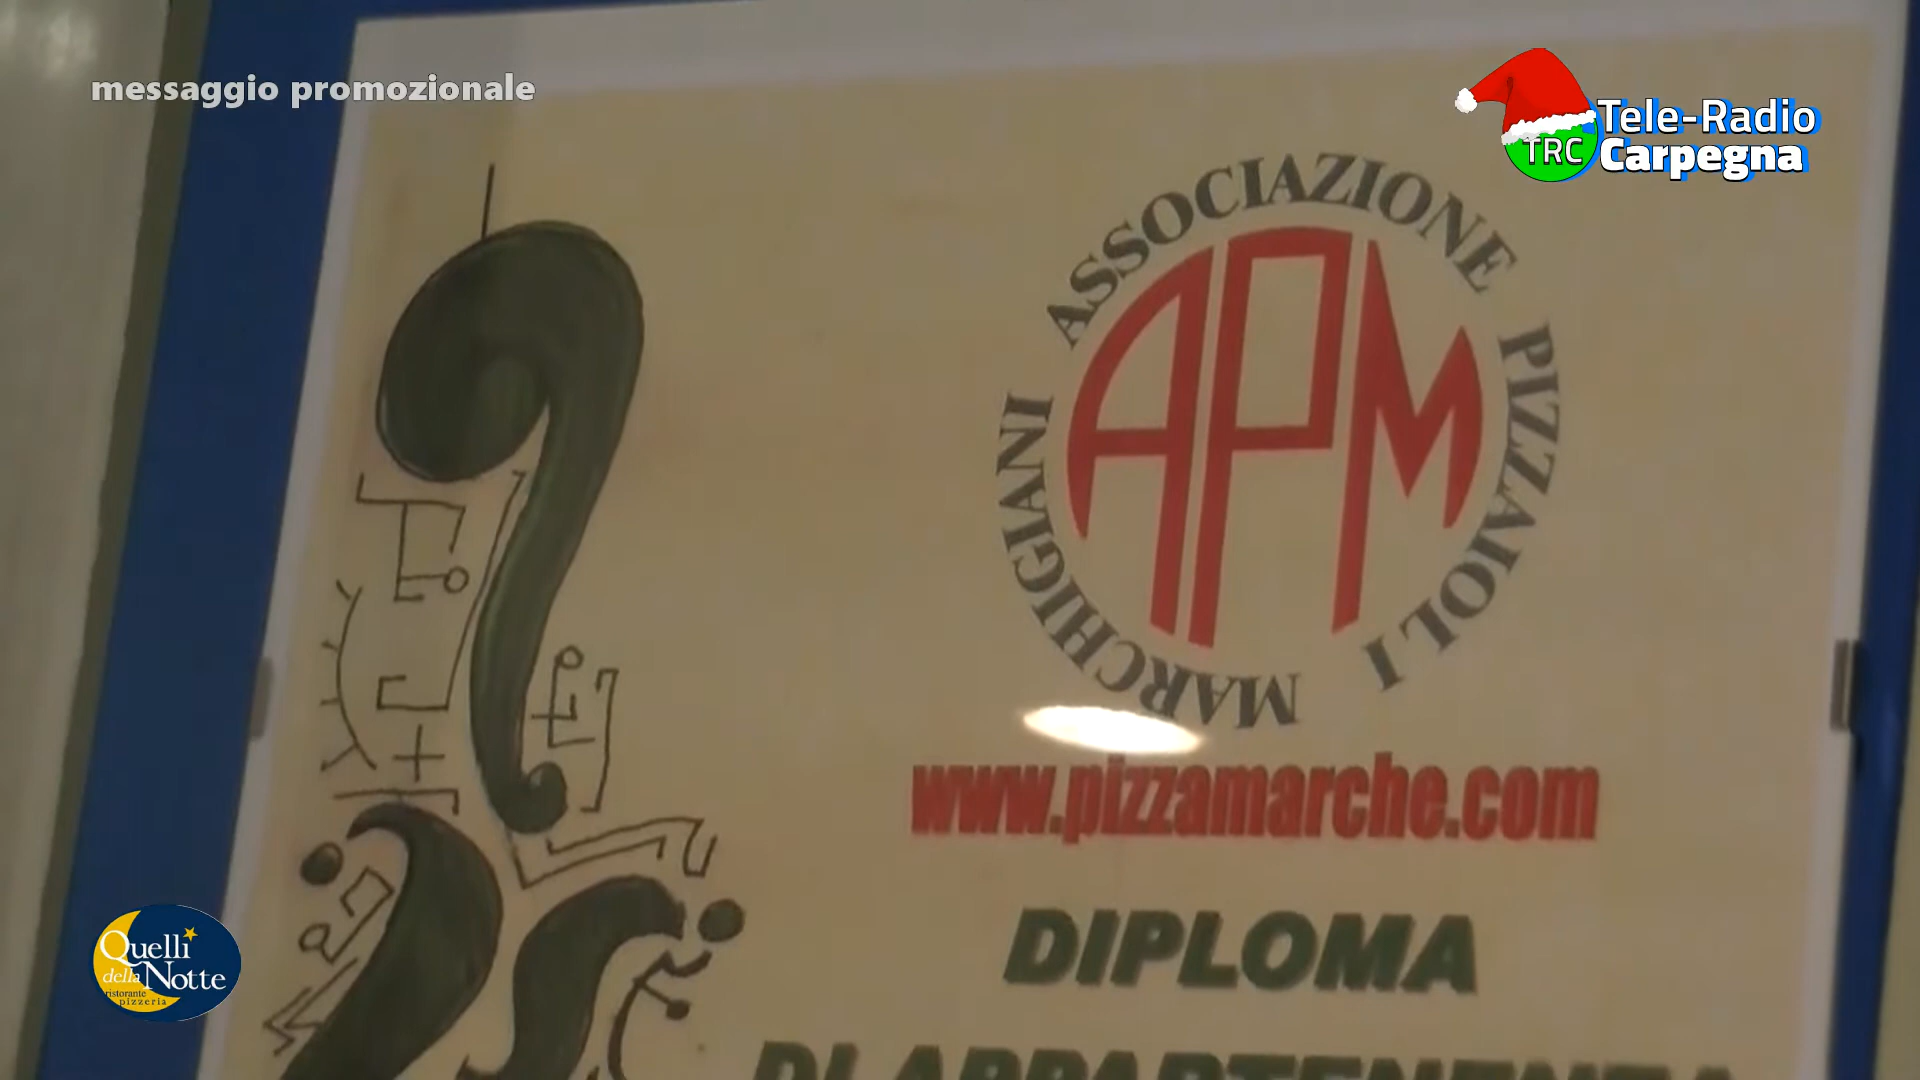 messaggio promozionale
TRC
Tele-Radio
Carpegna
ASSOCIAZIONE PIZZAIOLI MARCHIGIANI
APM
www.pizzamarche.com
DIPLOMA
DI APPARTENENZA
Quelli
della Notte
ristorante
pizzeria